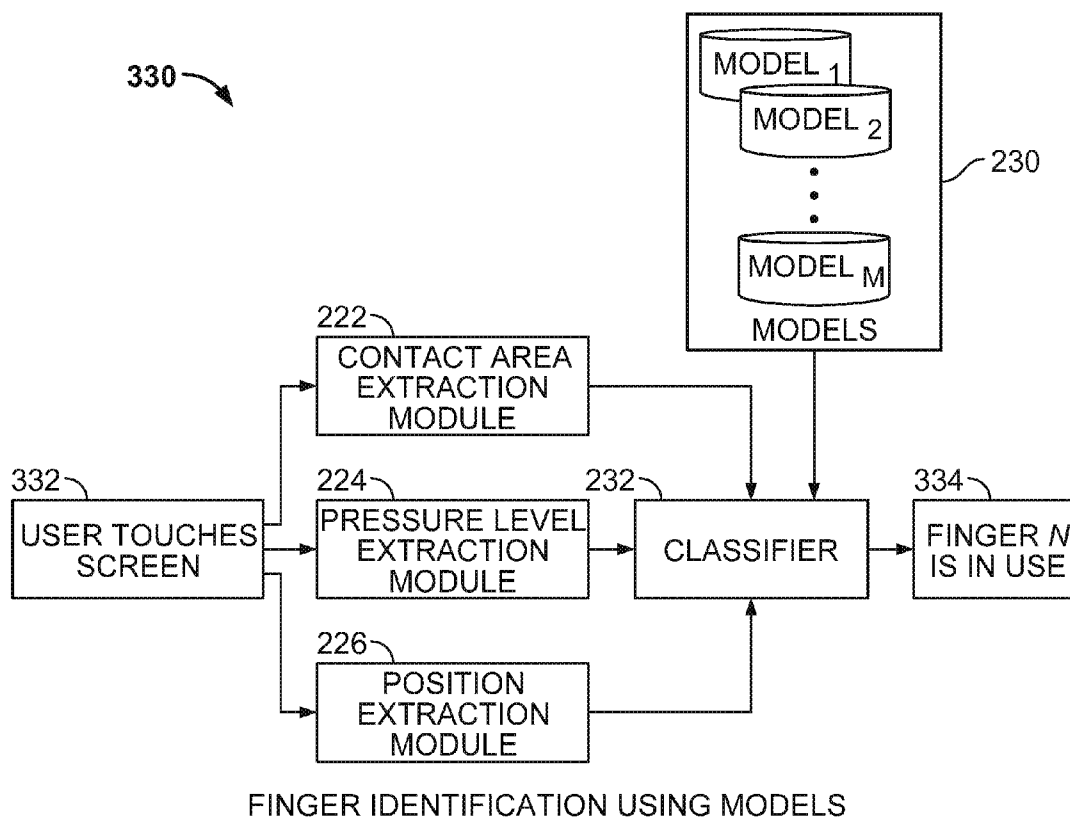 330
MODEL 1
MODEL 2
MODEL M
MODELS
230
222
CONTACT AREA
EXTRACTION
MODULE
332
USER TOUCHES
SCREEN
224
PRESSURE LEVEL
EXTRACTION
MODULE
232
CLASSIFIER
334
FINGER N
IS IN USE
226
POSITION
EXTRACTION
MODULE
FINGER IDENTIFICATION USING MODELS